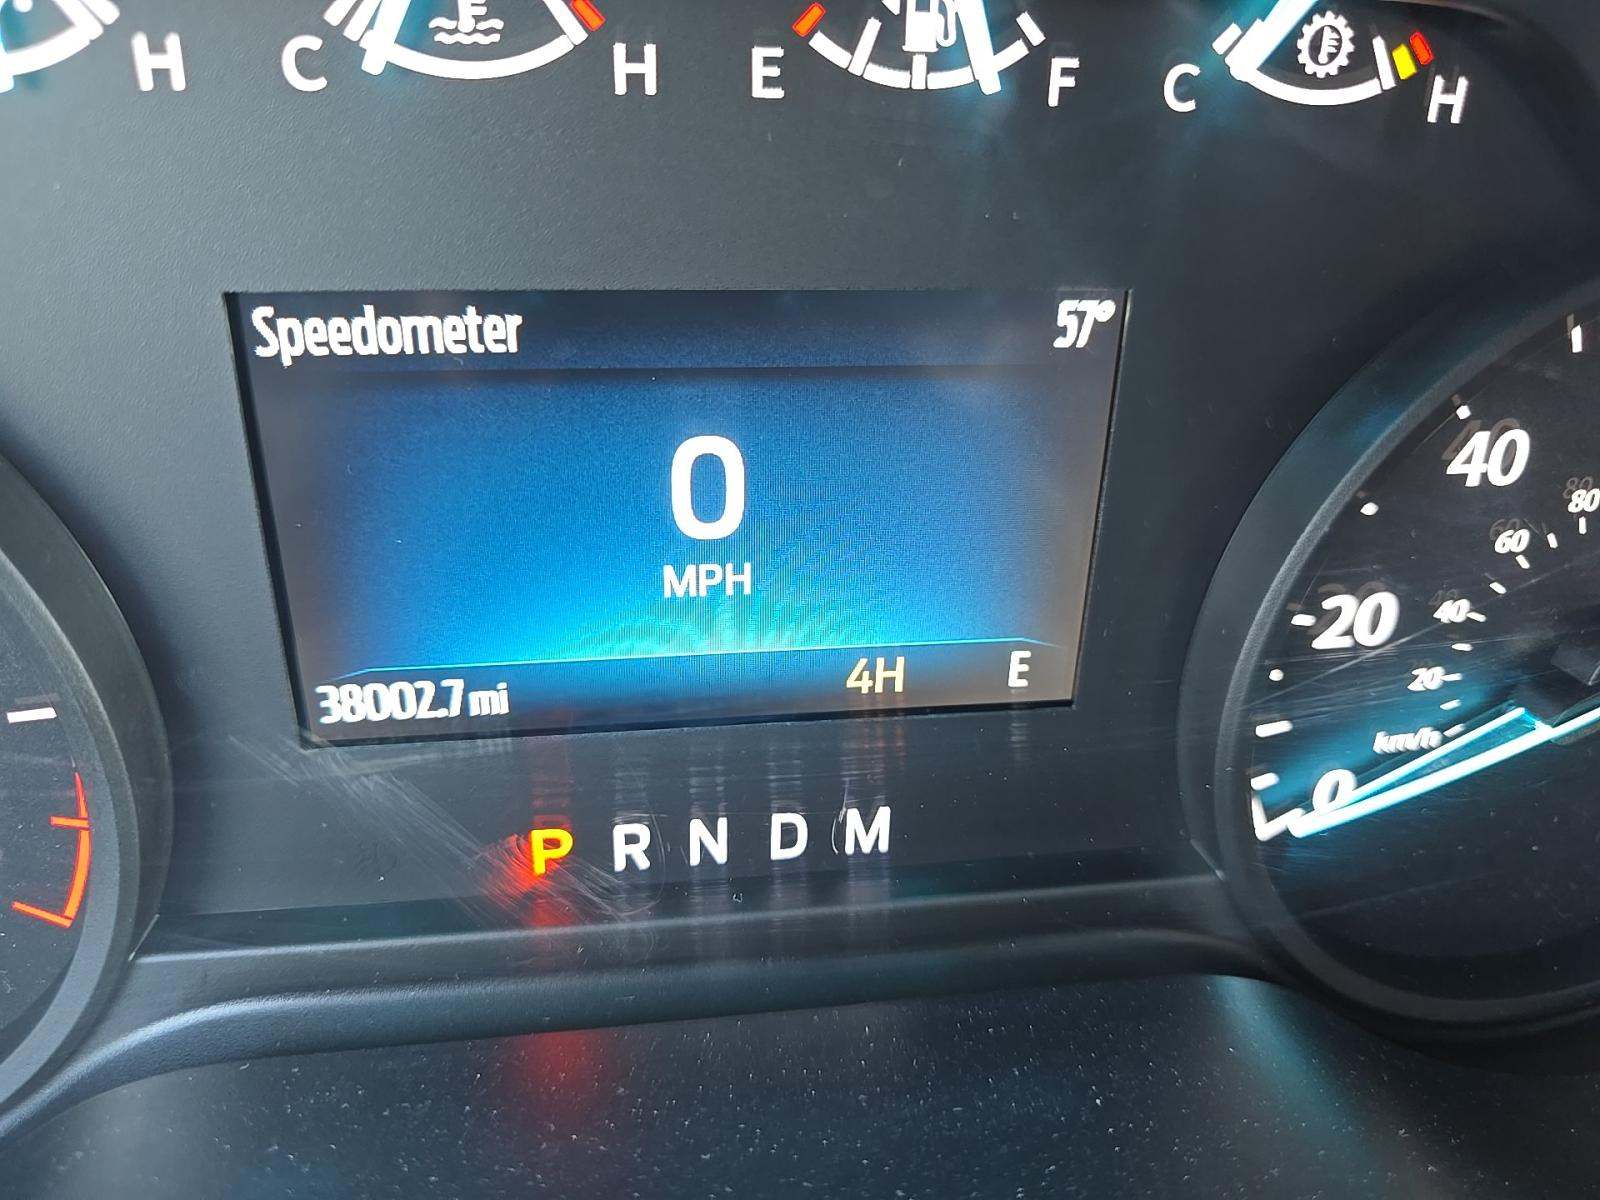 H C H E F C H
Speedometer 57°
0
MPH
4H E
38002.7 mi
P R N D M
40
80
60
20 40
20
km/h
0